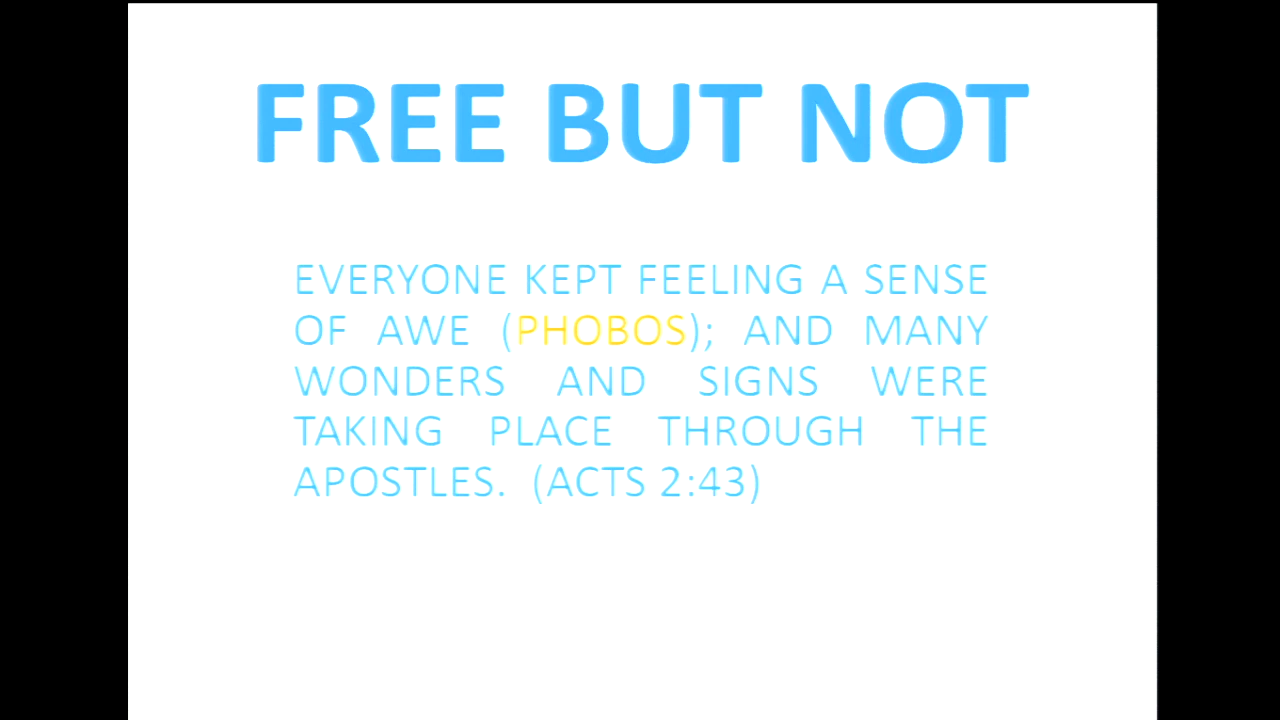 FREE BUT NOT
EVERYONE KEPT FEELING A SENSE
OF AWE (PHOBOS); AND MANY
WONDERS AND SIGNS WERE
TAKING PLACE THROUGH THE
APOSTLES. (ACTS 2:43)